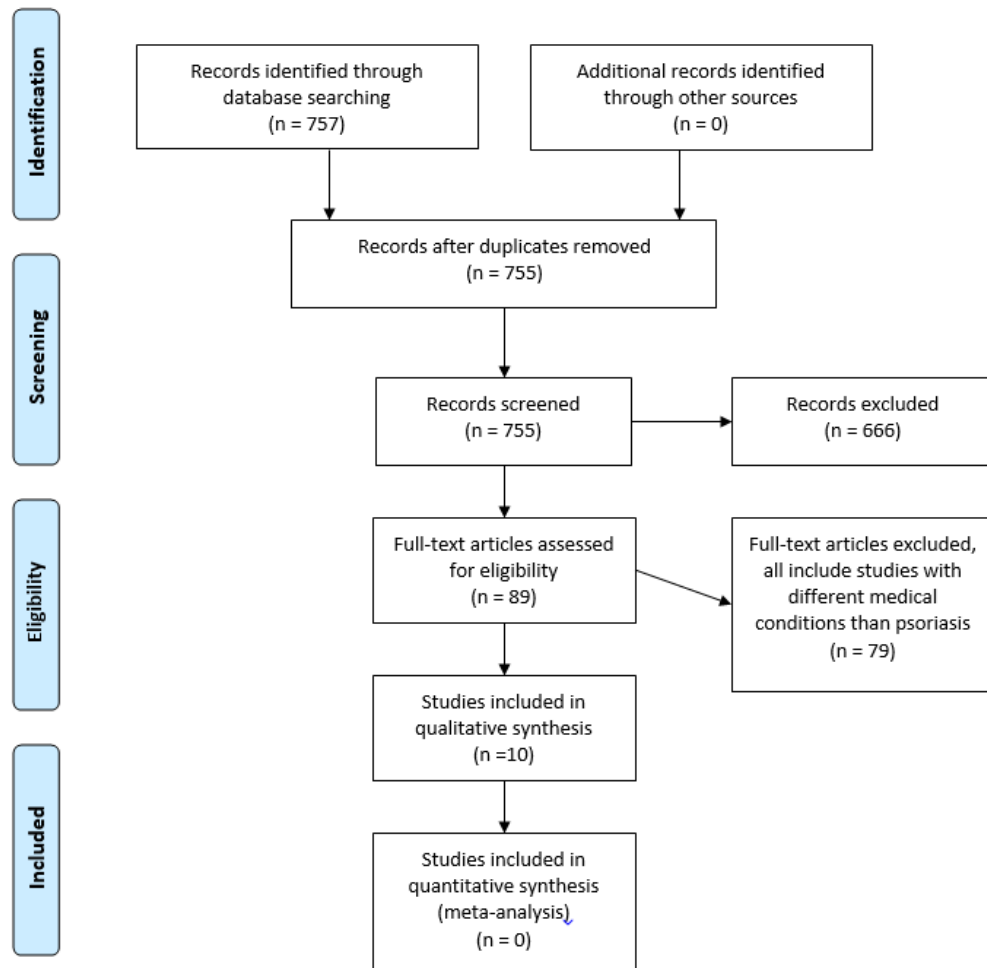 Identification
Records identified through
database searching
(n = 757)
Additional records identified
through other sources
(n = 0)
Records after duplicates removed
(n = 755)
Screening
Records screened
(n = 755)
Records excluded
(n = 666)
Eligibility
Full-text articles assessed
for eligibility
(n = 89)
Full-text articles excluded,
all include studies with
different medical
conditions than psoriasis
(n = 79)
Studies included in
qualitative synthesis
(n =10)
Included
Studies included in
quantitative synthesis
(meta-analysis)
(n = 0)